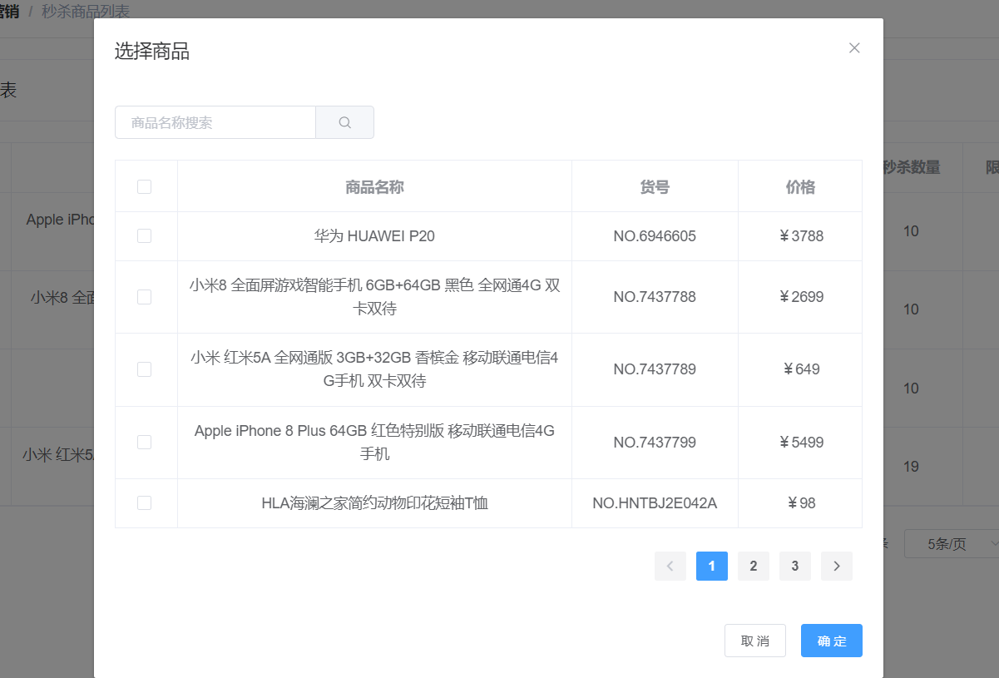 营销 / 秒杀商品列表
选择商品
表
商品名称搜索
商品名称 货号 价格
秒杀数量 限
华为 HUAWEI P20 NO.6946605 ¥3788
Apple iPho
10
小米8 全面屏游戏智能手机 6GB+64GB 黑色 全网通4G 双
卡双待
NO.7437788 ¥2699
小米8 全面
10
小米 红米5A 全网通版 3GB+32GB 香槟金 移动联通电信4
G手机 双卡双待
NO.7437789 ¥649
10
Apple iPhone 8 Plus 64GB 红色特别版 移动联通电信4G
手机
NO.7437799 ¥5499
小米 红米5A
19
HLA海澜之家简约动物印花短袖T恤 NO.HNTBJ2E042A ¥98
条 5条/页
1 2 3
取 消 确 定